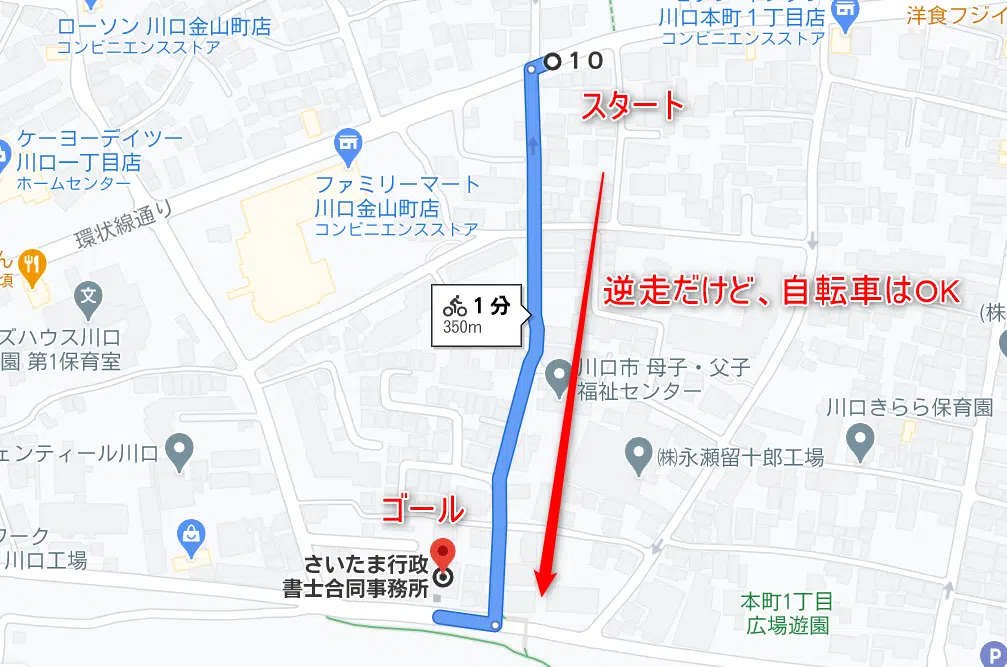 ローソン 川口金山町店
コンビニエンスストア
川口本町1丁目店
コンビニエンスストア
洋食フジイ
10
スタート
ケーヨーデイツー
川口一丁目店
ホームセンター
ファミリーマート
川口金山町店
コンビニエンスストア
環状線通り
ん
頃
文
ズハウス川口
園 第1保育室
1 分
350m
逆走だけど、自転車はOK
(株
川口市 母子・父子
福祉センター
川口きらら保育園
ェンティール川口
㈱永瀬留十郎工場
ゴール
ワーク
川口工場
さいたま行政
書士合同事務所
本町1丁目
広場遊園
P